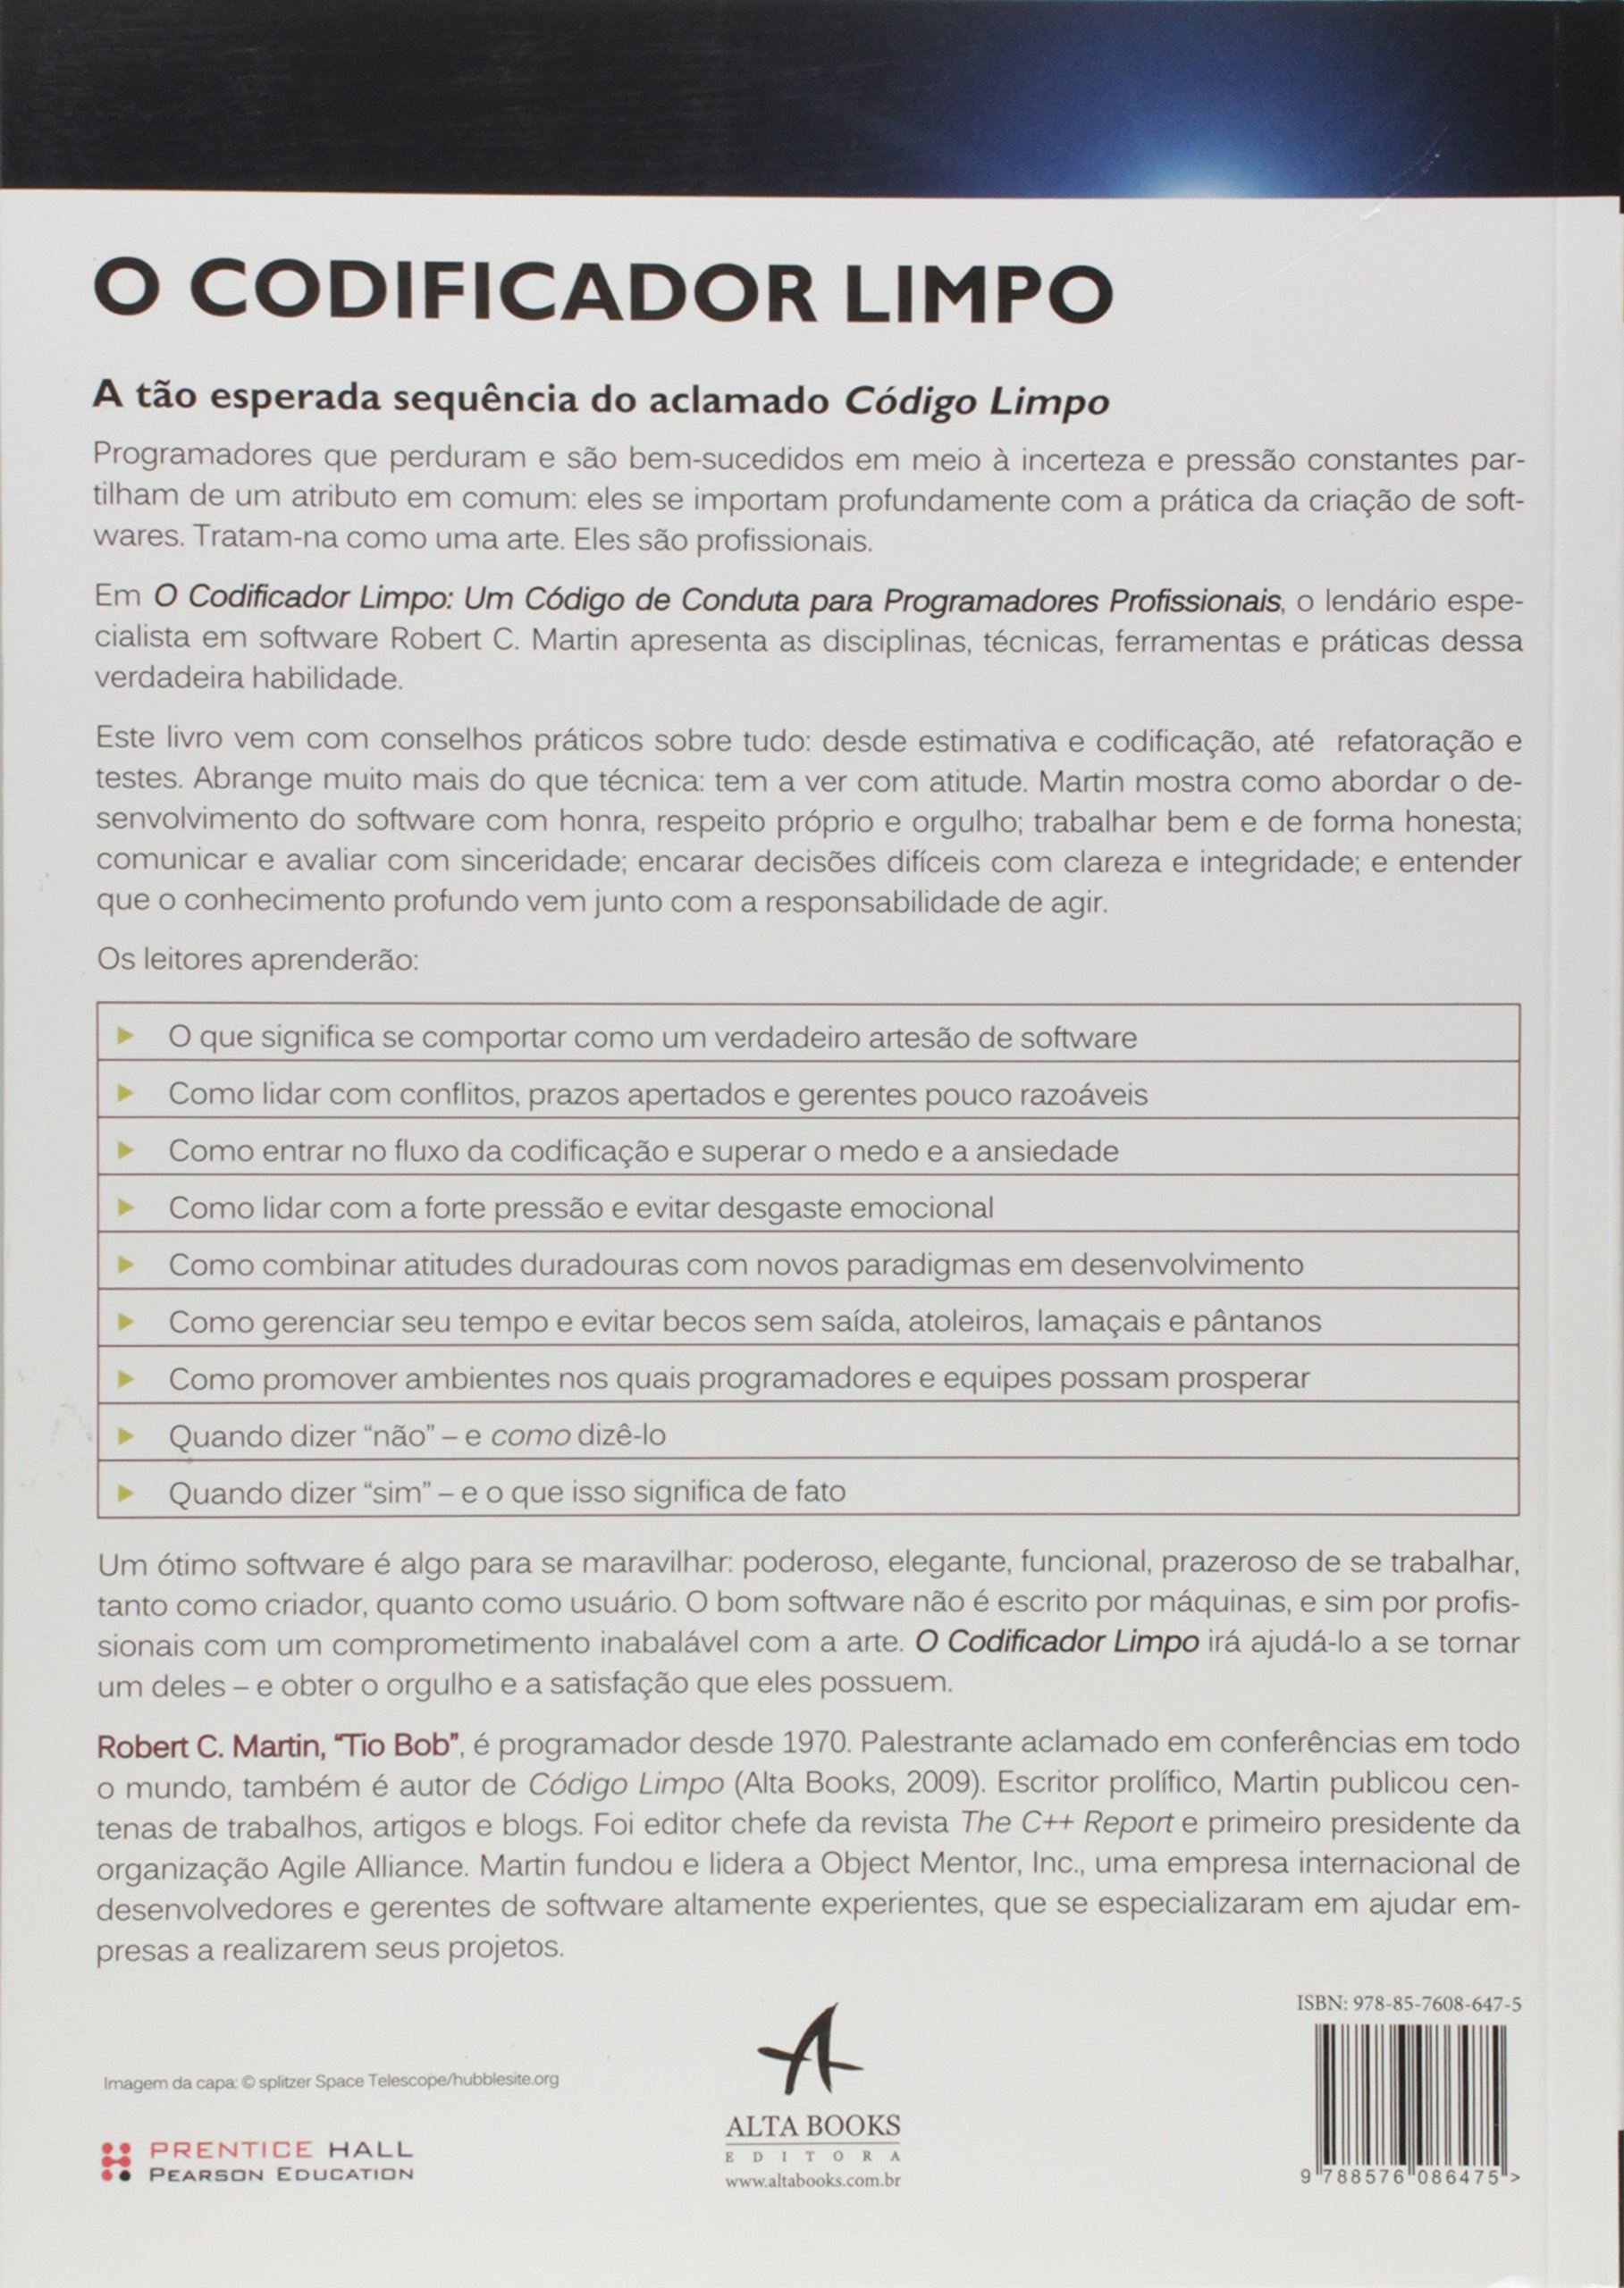 O CODIFICADOR LIMPO
A tão esperada sequência do aclamado Código Limpo
Programadores que perduram e são bem-sucedidos em meio à incerteza e pressão constantes par-
tilham de um atributo em comum: eles se importam profundamente com a prática da criação de soft-
wares. Tratam-na como uma arte. Eles são profissionais.
Em O Codificador Limpo: Um Código de Conduta para Programadores Profissionais, o lendário espe-
cialista em software Robert C. Martin apresenta as disciplinas, técnicas, ferramentas e práticas dessa
verdadeira habilidade.
Este livro vem com conselhos práticos sobre tudo: desde estimativa e codificação, até refatoração e
testes. Abrange muito mais do que técnica: tem a ver com atitude. Martin mostra como abordar o de-
senvolvimento do software com honra, respeito próprio e orgulho; trabalhar bem e de forma honesta;
comunicar e avaliar com sinceridade; encarar decisões difíceis com clareza e integridade; e entender
que o conhecimento profundo vem junto com a responsabilidade de agir.
Os leitores aprenderão:
► O que significa se comportar como um verdadeiro artesão de software
► Como lidar com conflitos, prazos apertados e gerentes pouco razoáveis
► Como entrar no fluxo da codificação e superar o medo e a ansiedade
► Como lidar com a forte pressão e evitar desgaste emocional
► Como combinar atitudes duradouras com novos paradigmas em desenvolvimento
► Como gerenciar seu tempo e evitar becos sem saída, atoleiros, lamaçais e pântanos
► Como promover ambientes nos quais programadores e equipes possam prosperar
► Quando dizer “não” – e como dizê-lo
► Quando dizer “sim” – e o que isso significa de fato
Um ótimo software é algo para se maravilhar: poderoso, elegante, funcional, prazeroso de se trabalhar,
tanto como criador, quanto como usuário. O bom software não é escrito por máquinas, e sim por profis-
sionais com um comprometimento inabalável com a arte. O Codificador Limpo irá ajudá-lo a se tornar
um deles – e obter o orgulho e a satisfação que eles possuem.
Robert C. Martin, “Tio Bob”, é programador desde 1970. Palestrante aclamado em conferências em todo
o mundo, também é autor de Código Limpo (Alta Books, 2009). Escritor prolífico, Martin publicou cen-
tenas de trabalhos, artigos e blogs. Foi editor chefe da revista The C++ Report e primeiro presidente da
organização Agile Alliance. Martin fundou e lidera a Object Mentor, Inc., uma empresa internacional de
desenvolvedores e gerentes de software altamente experientes, que se especializaram em ajudar em-
presas a realizarem seus projetos.
Imagem da capa: © splitzer Space Telescope/hubblesite.org
PRENTICE HALL
PEARSON EDUCATION
ALTA BOOKS
EDITORA
www.altabooks.com.br
ISBN: 978-85-7608-647-5
9 788576 086475 >